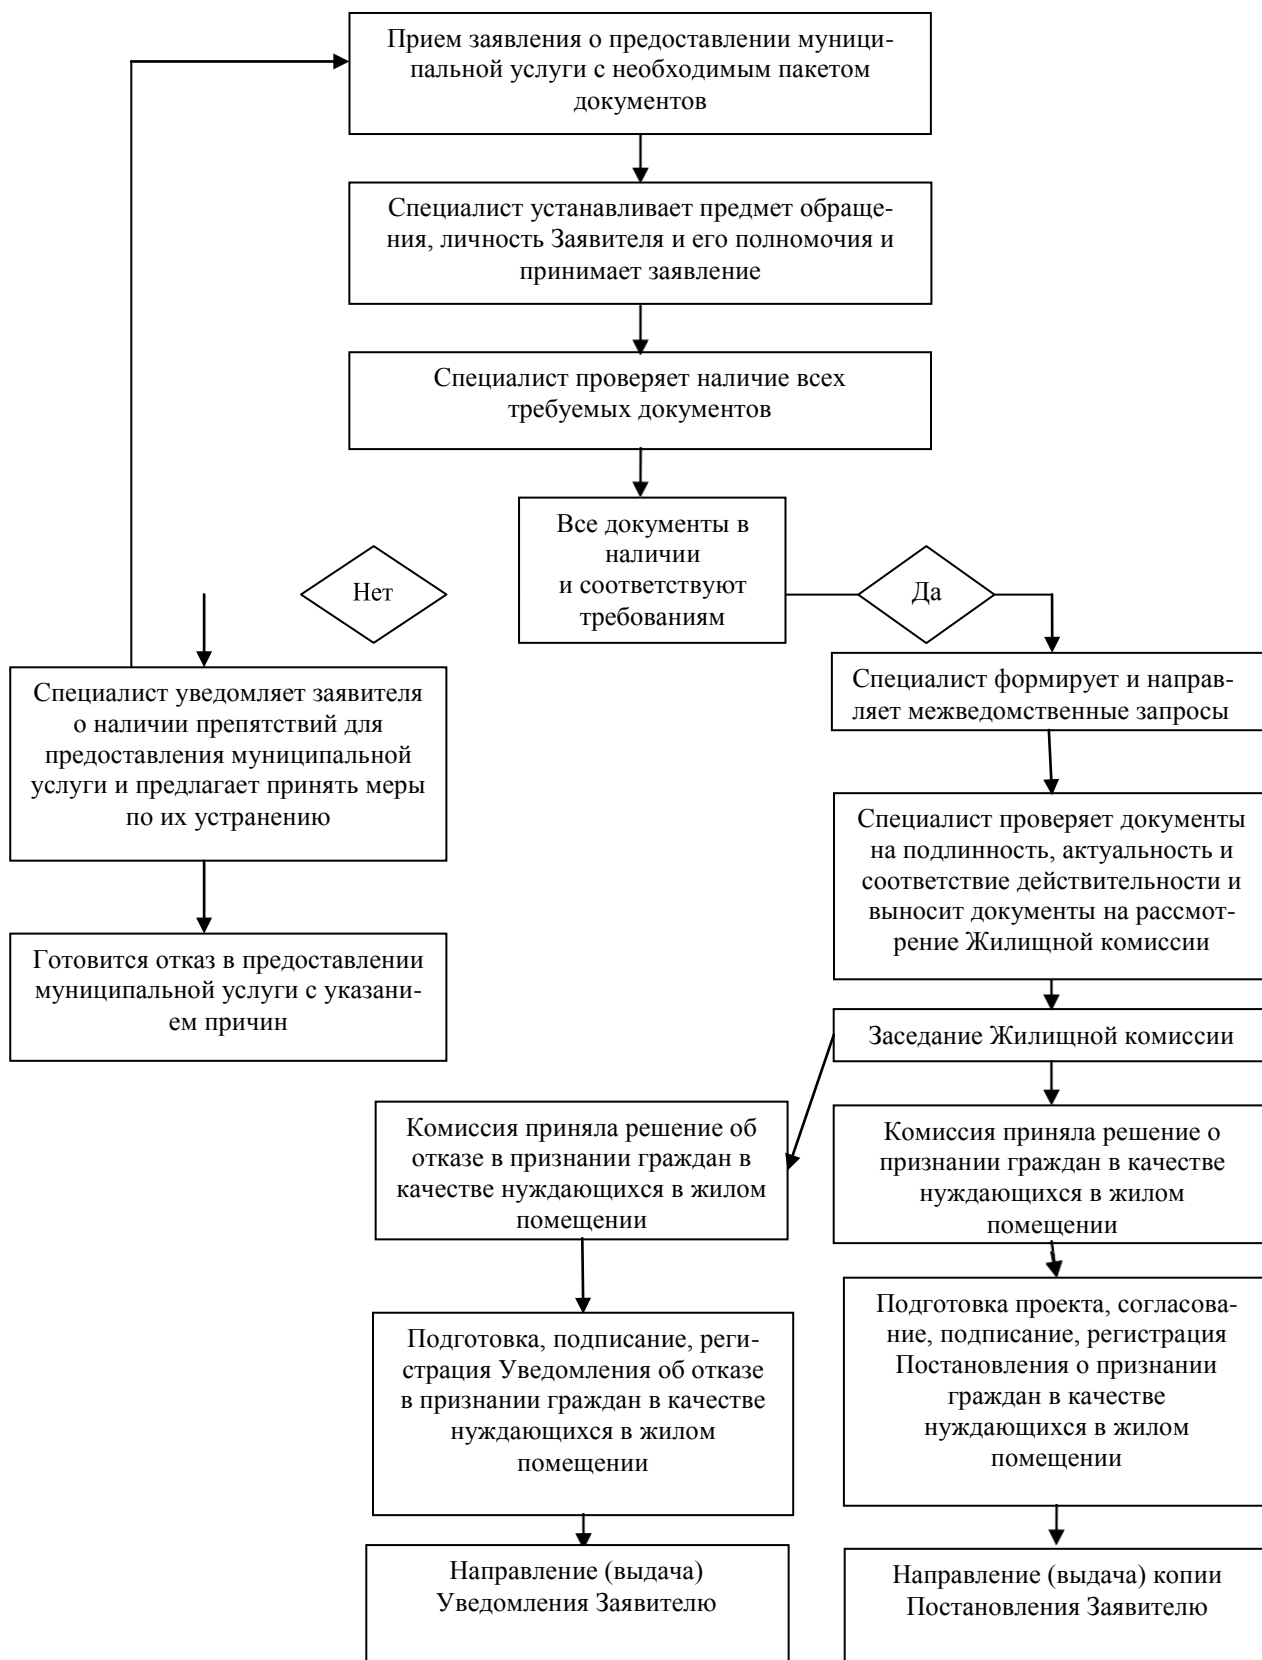 Прием заявления о предоставлении муници-
пальной услуги с необходимым пакетом
документов
Специалист устанавливает предмет обраще-
ния, личность Заявителя и его полномочия и
принимает заявление
Специалист проверяет наличие всех
требуемых документов
Все документы в
наличии
и соответствуют
требованиям
Нет
Да
Специалист уведомляет заявителя
о наличии препятствий для
предоставления муниципальной
услуги и предлагает принять меры
по их устранению
Готовится отказ в предоставлении
муниципальной услуги с указани-
ем причин
Специалист формирует и направ-
ляет межведомственные запросы
Специалист проверяет документы
на подлинность, актуальность и
соответствие действительности и
выносит документы на рассмот-
рение Жилищной комиссии
Заседание Жилищной комиссии
Комиссия приняла решение об
отказе в признании граждан в
качестве нуждающихся в жилом
помещении
Комиссия приняла решение о
признании граждан в качестве
нуждающихся в жилом
помещении
Подготовка, подписание, реги-
страция Уведомления об отказе
в признании граждан в качестве
нуждающихся в жилом
помещении
Подготовка проекта, согласова-
ние, подписание, регистрация
Постановления о признании
граждан в качестве
нуждающихся в жилом
помещении
Направление (выдача)
Уведомления Заявителю
Направление (выдача) копии
Постановления Заявителю